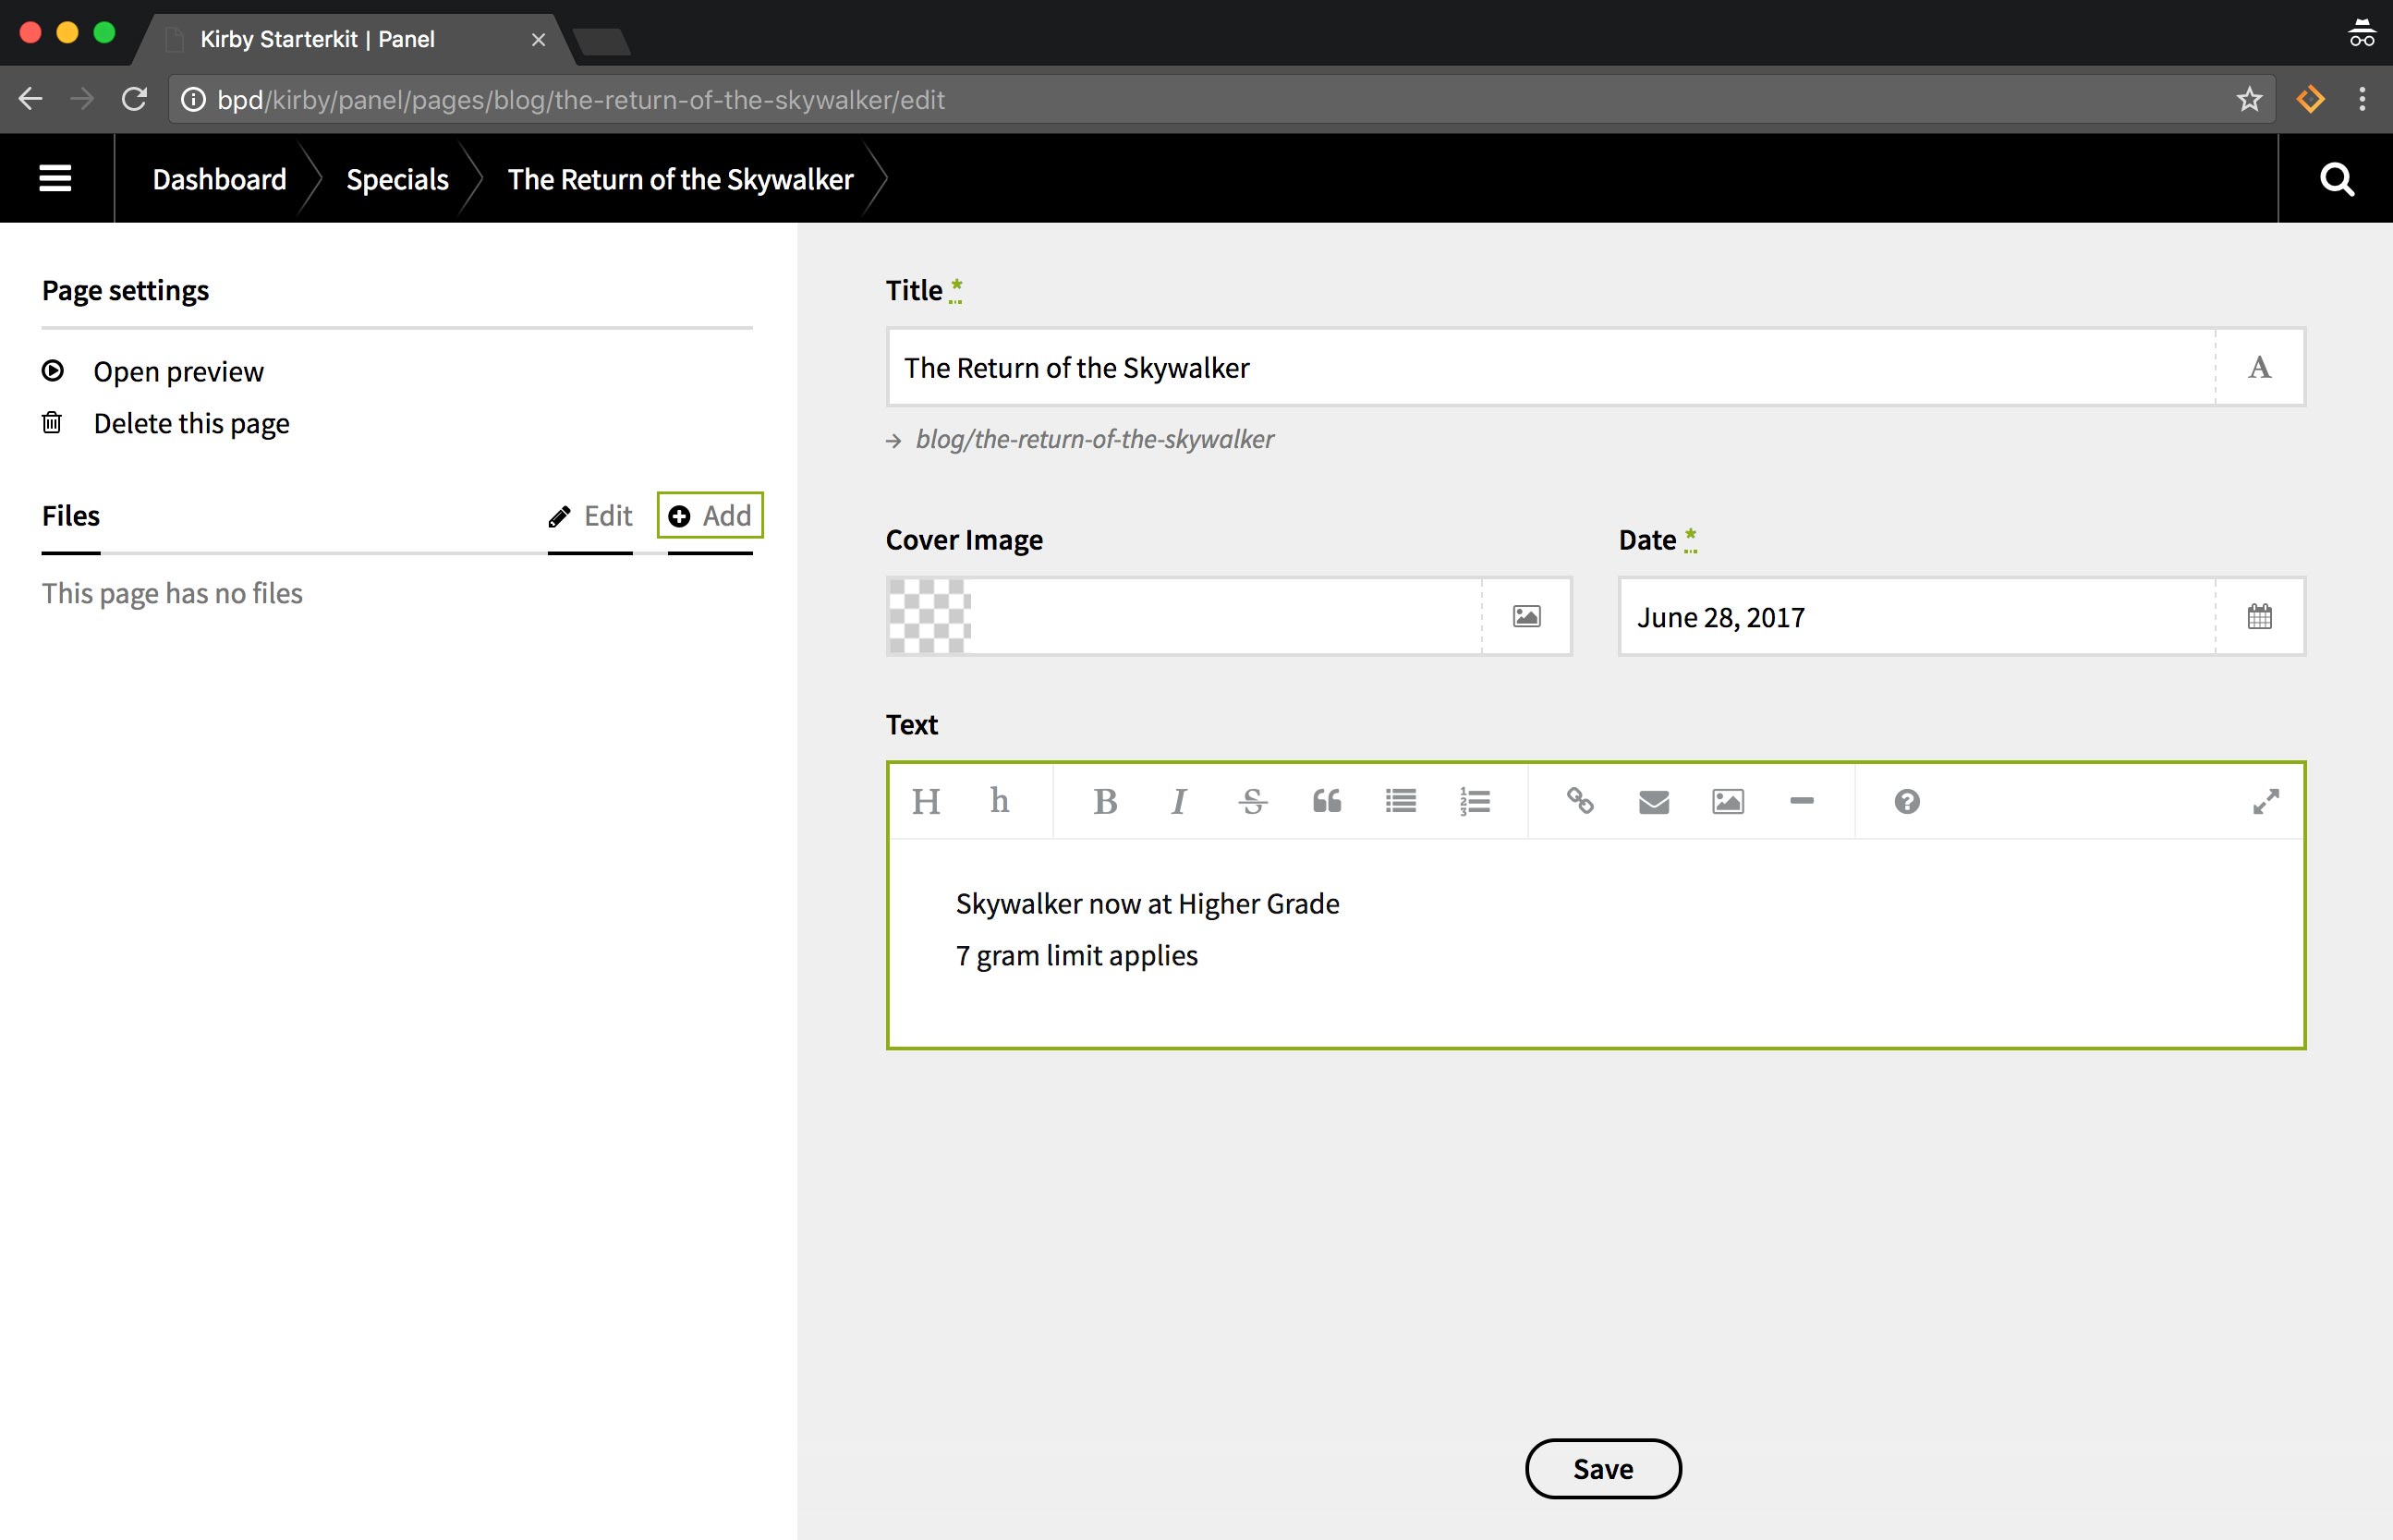 Kirby Starterkit | Panel
bpd/kirby/panel/pages/blog/the-return-of-the-skywalker/edit
Dashboard Specials The Return of the Skywalker
Page settings
Open preview
Delete this page
Files Edit Add
This page has no files
Title *
The Return of the Skywalker A
blog/the-return-of-the-skywalker
Cover Image
Date *
June 28, 2017
Text
H h B I S
Skywalker now at Higher Grade
7 gram limit applies
Save